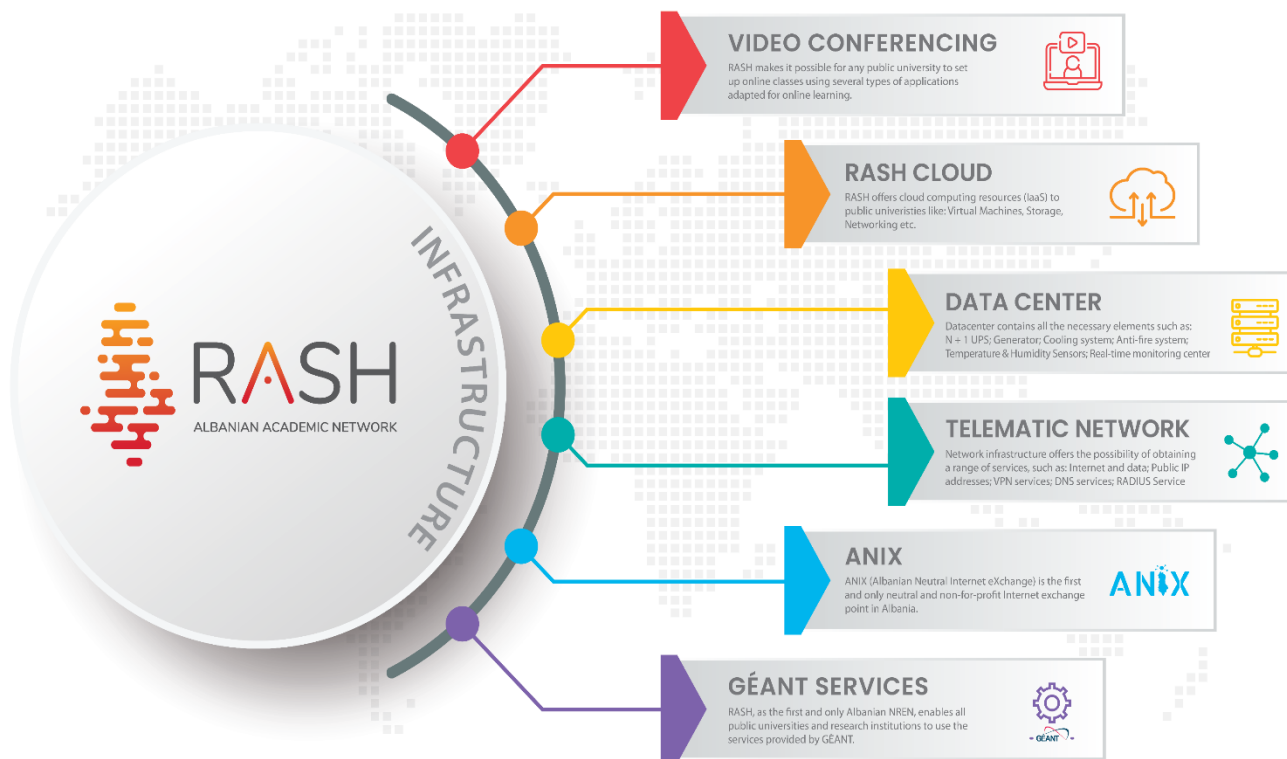 RASH
ALBANIAN ACADEMIC NETWORK
INFRASTRUCTURE
VIDEO CONFERENCING
RASH makes it possible for any public university to set
up online classes using several types of applications
adapted for online learning.
RASH CLOUD
RASH offers cloud computing resources (IaaS) to
public univeristies like: Virtual Machines, Storage,
Networking etc.
DATA CENTER
Datacenter contains all the necessary elements such as:
N + 1 UPS; Generator; Cooling system; Anti-fire system;
Temperature & Humidity Sensors; Real-time monitoring center
TELEMATIC NETWORK
Network infrastructure offers the possibility of obtaining
a range of services, such as: Internet and data; Public IP
addresses; VPN services; DNS services; RADIUS Service
ANIX
ANIX (Albanian Neutral Internet eXchange) is the first
and only neutral and non-for-profit Internet exchange
point in Albania.
ANIX
GÉANT SERVICES
RASH, as the first and only Albanian NREN, enables all
public universities and research institutions to use the
services provided by GÉANT.
GÉANT